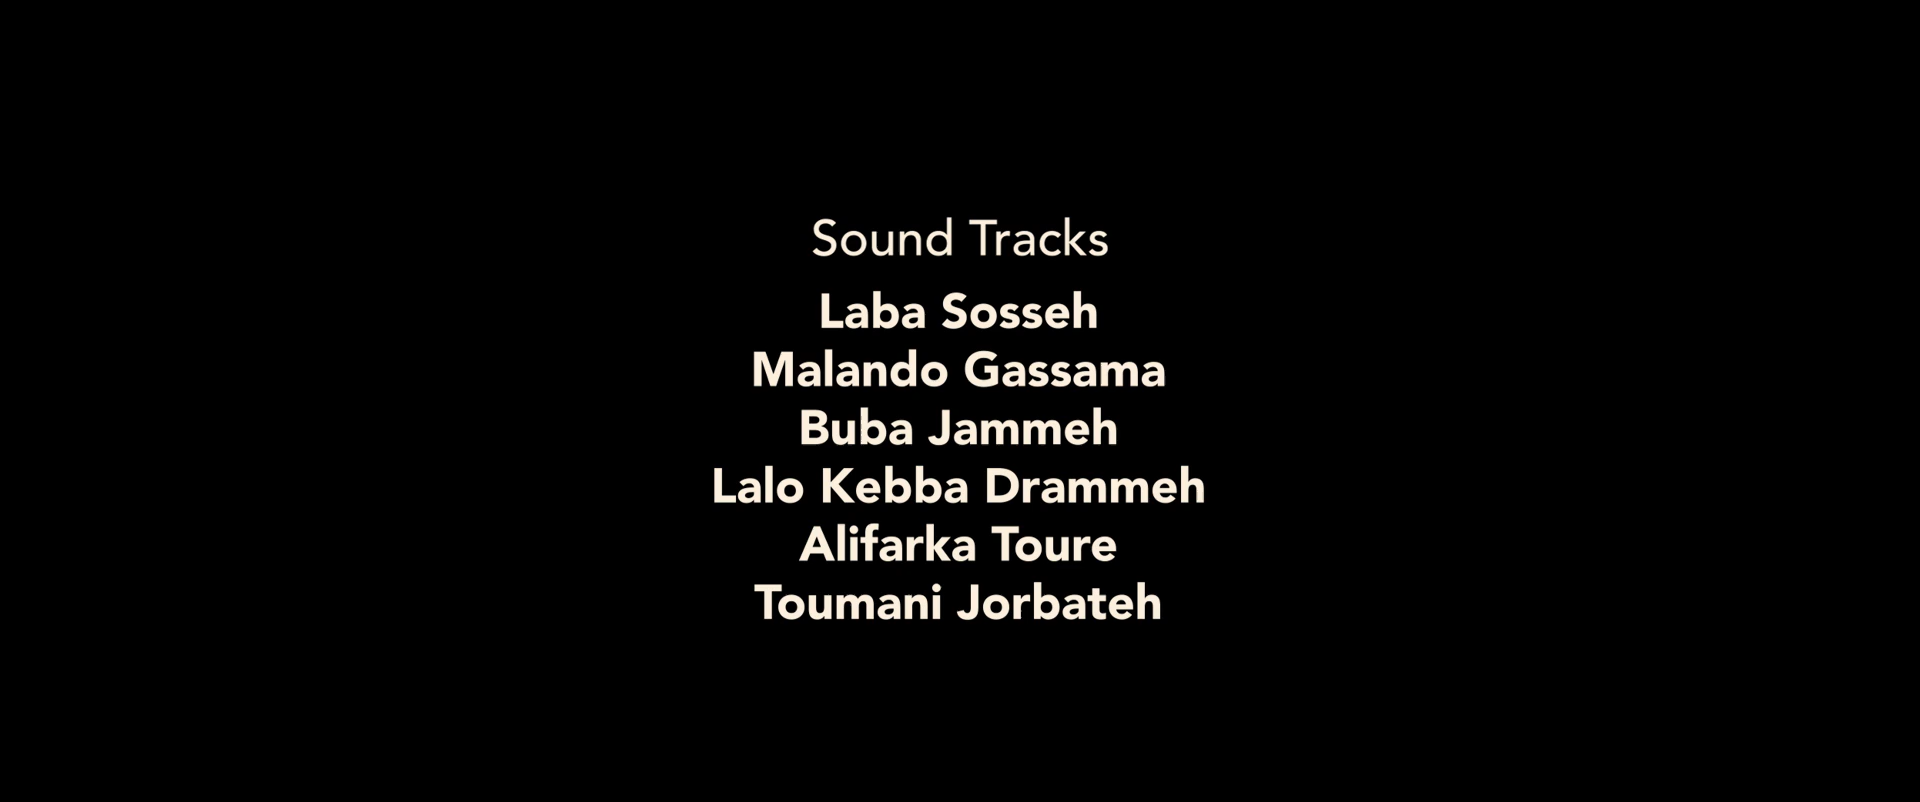 Sound Tracks
Laba Sosseh
Malando Gassama
Buba Jammeh
Lalo Kebba Drammeh
Alifarka Toure
Toumani Jorbateh